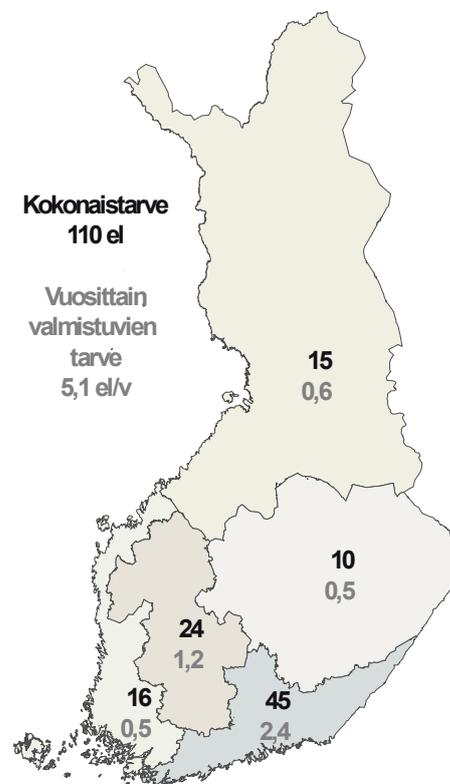 Kokonaistarve
110 el
Vuosittain
valmistuvien
tarve
5,1 el/v
15
0,6
10
0,5
24
1,2
16
0,5
45
2,4